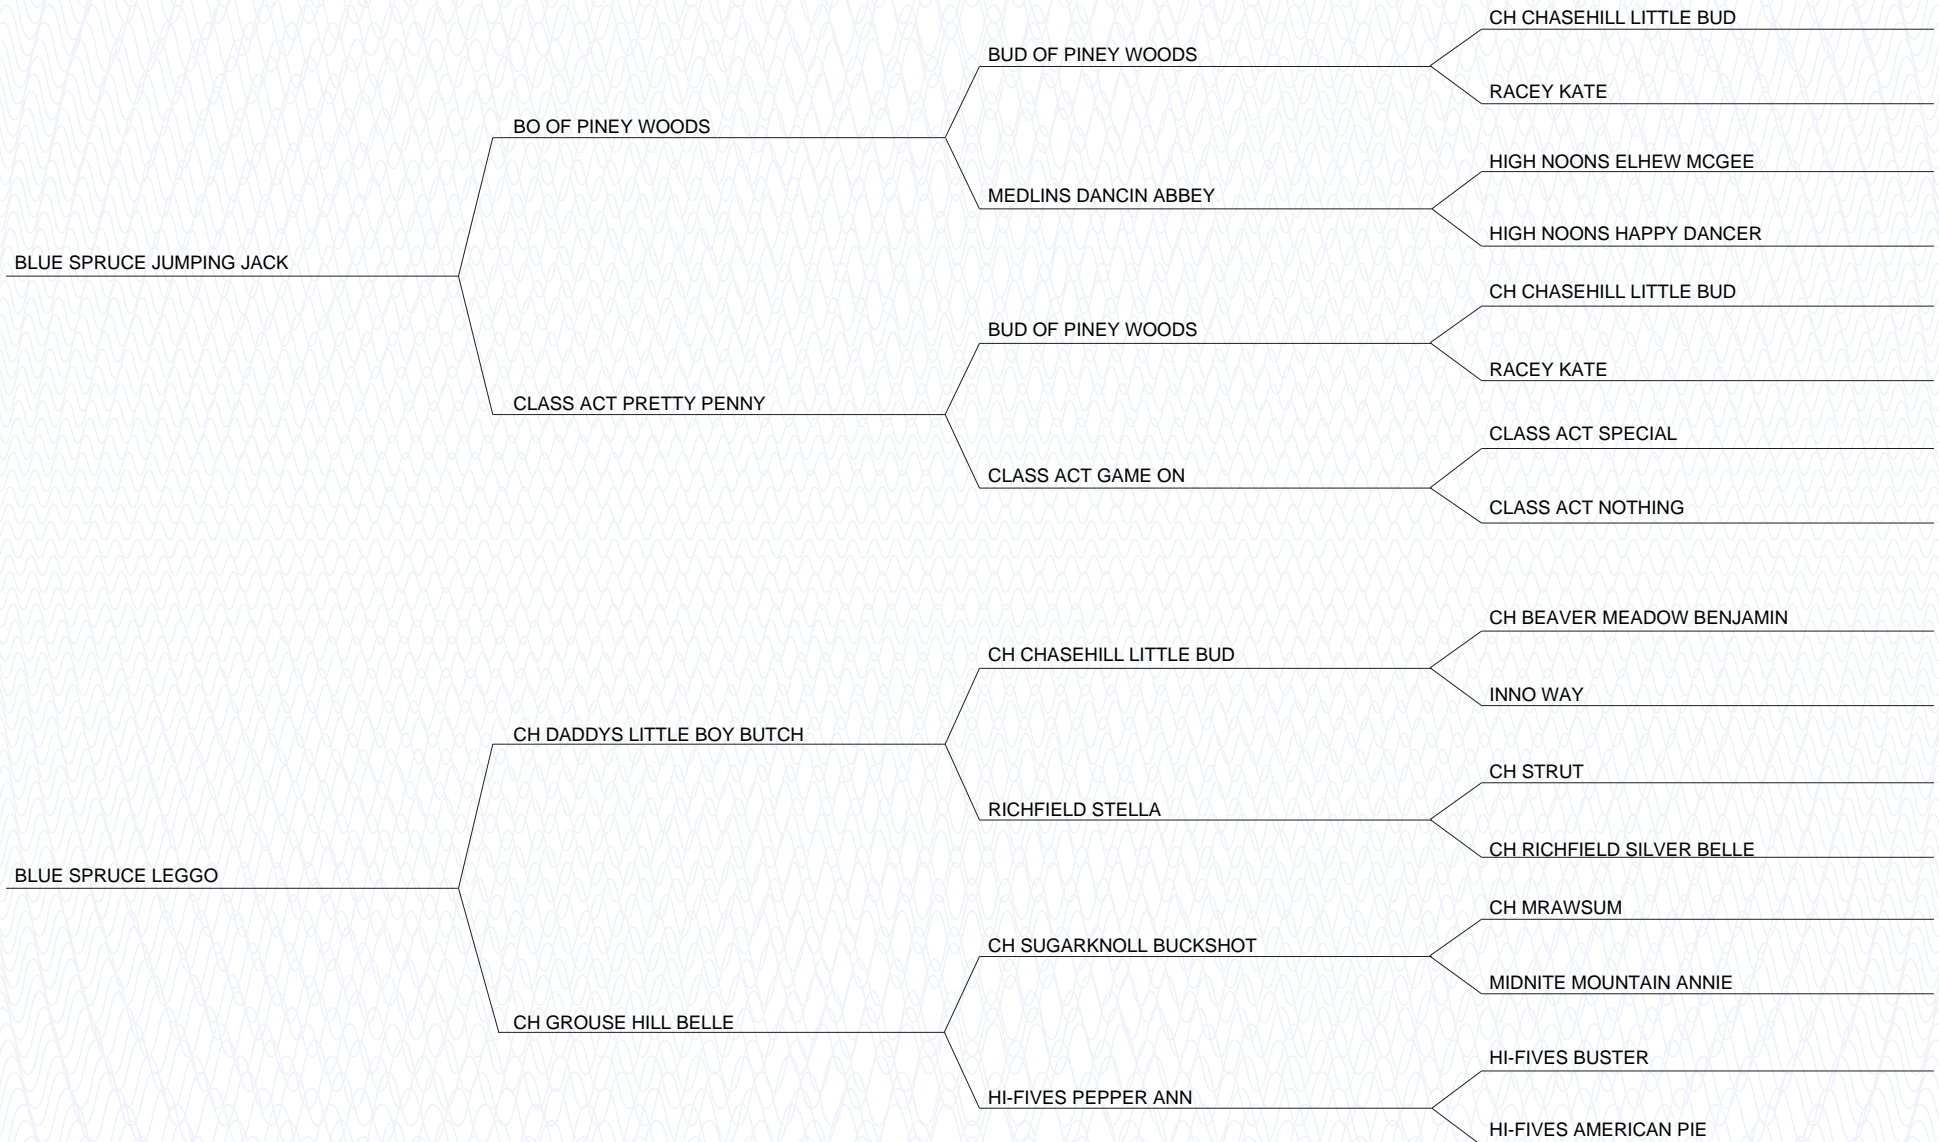 CH CHASEHILL LITTLE BUD
BUD OF PINEY WOODS
RACEY KATE
BO OF PINEY WOODS
HIGH NOONS ELHEW MCGEE
MEDLINS DANCIN ABBEY
HIGH NOONS HAPPY DANCER
BLUE SPRUCE JUMPING JACK
CH CHASEHILL LITTLE BUD
BUD OF PINEY WOODS
RACEY KATE
CLASS ACT PRETTY PENNY
CLASS ACT SPECIAL
CLASS ACT GAME ON
CLASS ACT NOTHING
CH BEAVER MEADOW BENJAMIN
CH CHASEHILL LITTLE BUD
INNO WAY
CH DADDYS LITTLE BOY BUTCH
CH STRUT
RICHFIELD STELLA
CH RICHFIELD SILVER BELLE
BLUE SPRUCE LEGGO
CH MRAWSUM
CH SUGARKNOLL BUCKSHOT
MIDNITE MOUNTAIN ANNIE
CH GROUSE HILL BELLE
HI-FIVES BUSTER
HI-FIVES PEPPER ANN
HI-FIVES AMERICAN PIE